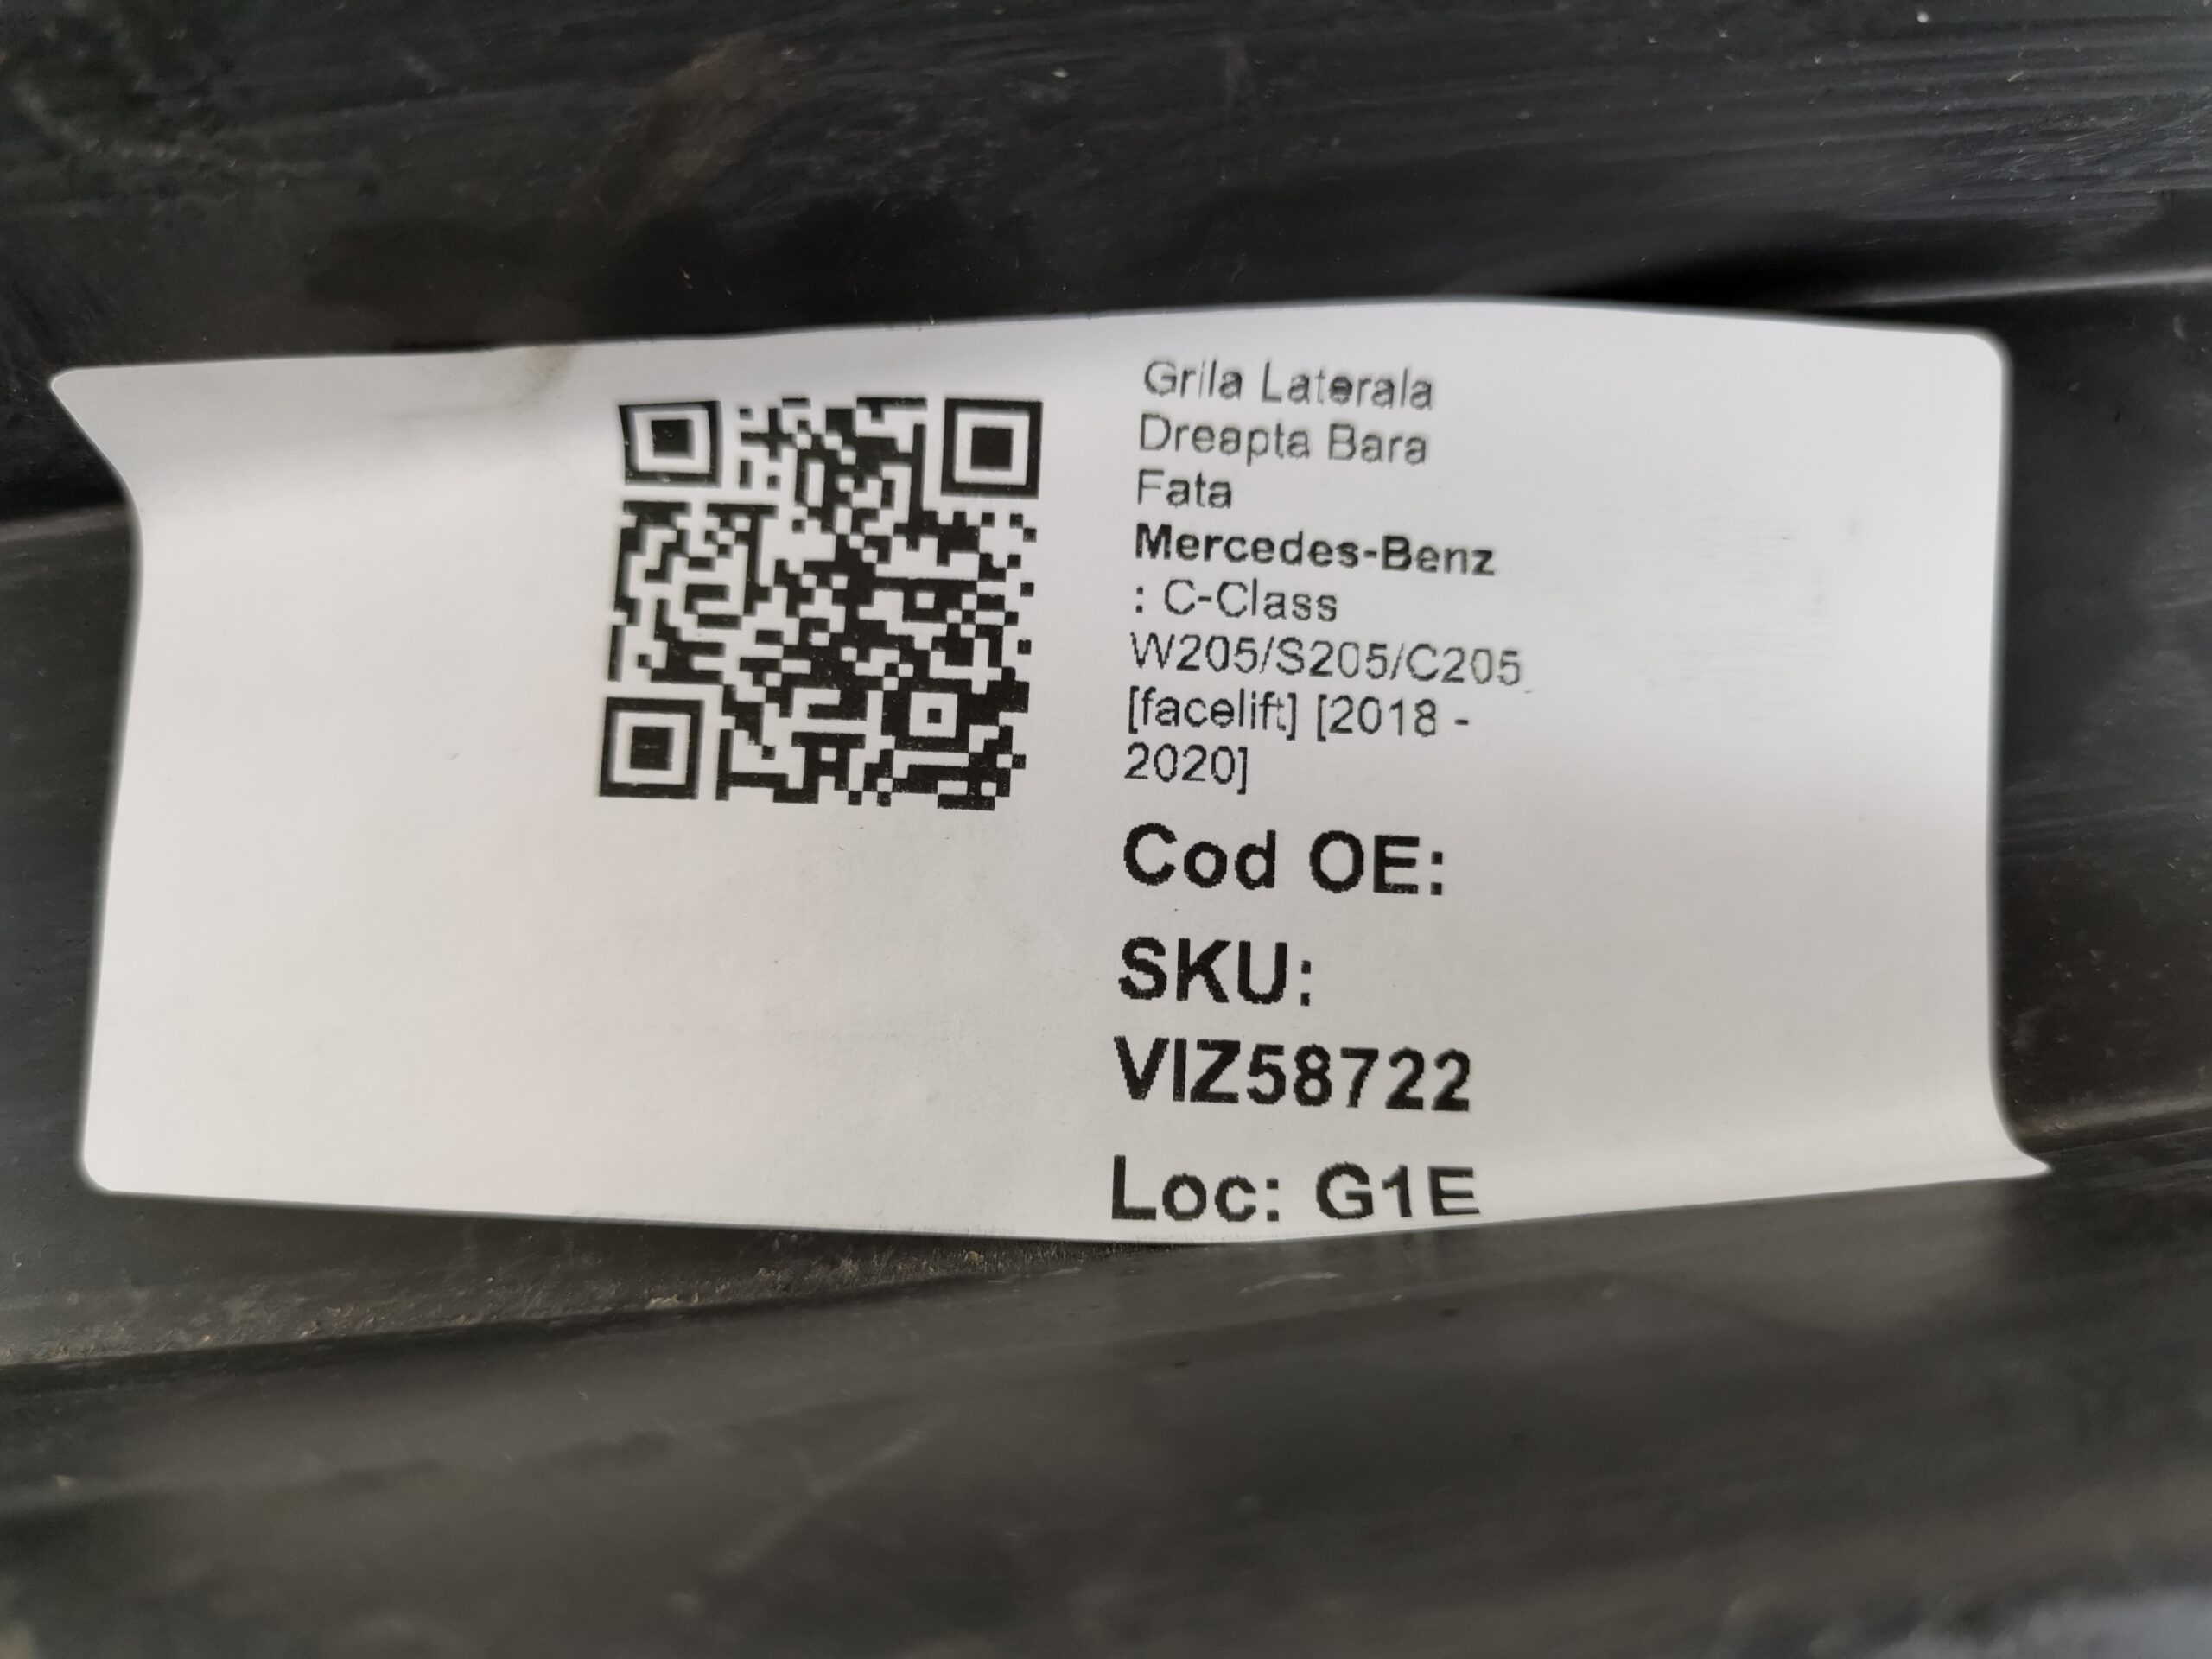 Grila Laterala
Dreapta Bara
Fata
Mercedes-Benz
: C-Class
W205/S205/C205
[facelift] [2018 -
2020]
Cod OE:
SKU:
VIZ58722
Loc: G1E